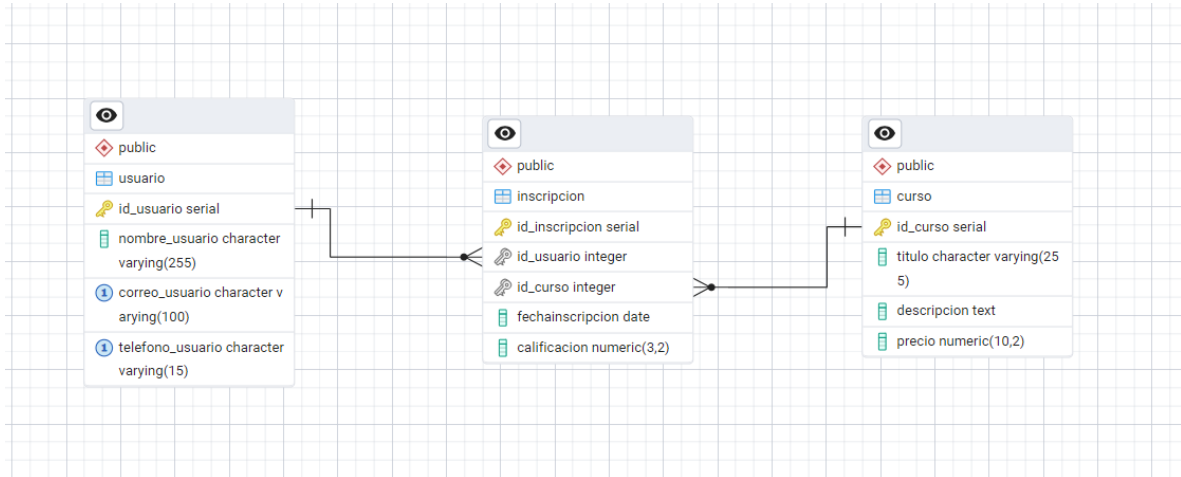 public
usuario
id_usuario serial
nombre_usuario character
varying(255)
1 correo_usuario character v
arying(100)
1 telefono_usuario character
varying(15)
public
inscripcion
id_inscripcion serial
id_usuario integer
id_curso integer
fechainscripcion date
calificacion numeric(3,2)
public
curso
id_curso serial
titulo character varying(25
5)
descripcion text
precio numeric(10,2)